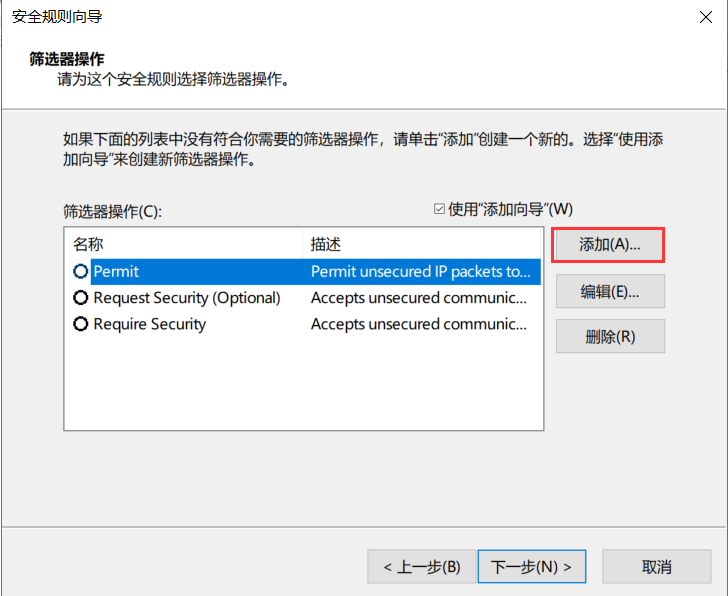 安全规则向导
筛选器操作
请为这个安全规则选择筛选器操作。
如果下面的列表中没有符合你需要的筛选器操作，请单击“添加”创建一个新的。选择“使用添
加向导”来创建新筛选器操作。
筛选器操作(C):
使用“添加向导”(W)
名称 描述
添加(A)...
Permit Permit unsecured IP packets to...
Request Security (Optional) Accepts unsecured communic...
编辑(E)...
Require Security Accepts unsecured communic...
删除(R)
< 上一步(B) 下一步(N) > 取消